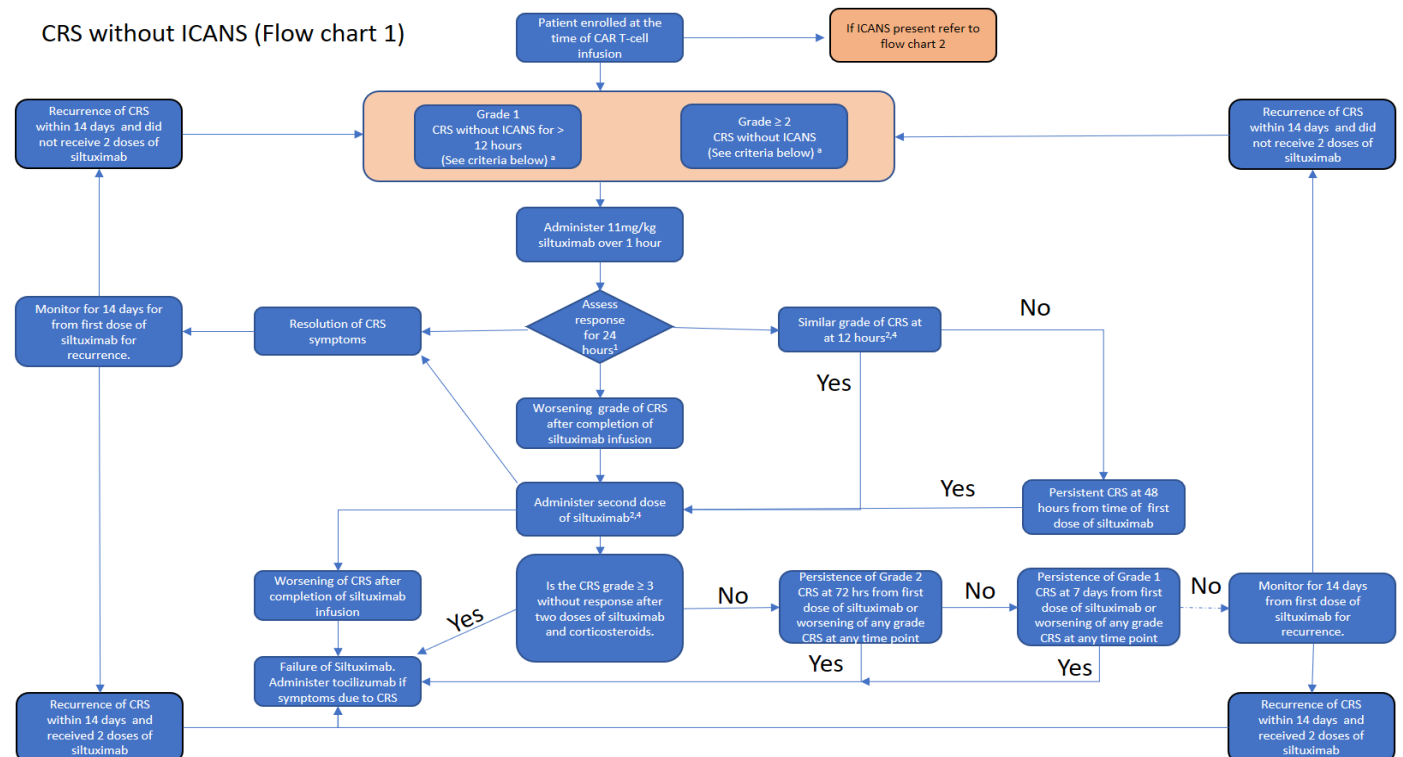 CRS without ICANS (Flow chart 1)
Patient enrolled at the
time of CAR T-cell
infusion
If ICANS present refer to
flow chart 2
Recurrence of CRS
within 14 days and did
not receive 2 doses of
siltuximab
Grade 1
CRS without ICANS for >
12 hours
(See criteria below) ᵃ
Grade ≥ 2
CRS without ICANS
(See criteria below) ᵃ
Recurrence of CRS
within 14 days and did
not receive 2 doses of
siltuximab
Administer 11mg/kg
siltuximab over 1 hour
Monitor for 14 days for
from first dose of
siltuximab for
recurrence.
Resolution of CRS
symptoms
Assess
response
for 24
hours¹
Similar grade of CRS at
at 12 hours²,⁴
No
Yes
Worsening grade of CRS
after completion of
siltuximab infusion
Administer second dose
of siltuximab²,⁴
Yes
Persistent CRS at 48
hours from time of first
dose of siltuximab
Worsening of CRS after
completion of siltuximab
infusion
Is the CRS grade ≥ 3
without response after
two doses of siltuximab
and corticosteroids.
Yes
No
Persistence of Grade 2
CRS at 72 hrs from first
dose of siltuximab or
worsening of any grade
CRS at any time point
No
Persistence of Grade 1
CRS at 7 days from first
dose of siltuximab or
worsening of any grade
CRS at any time point
No
Monitor for 14 days
from first dose of
siltuximab for
recurrence.
Yes
Yes
Failure of Siltuximab.
Administer tocilizumab if
symptoms due to CRS
Recurrence of CRS
within 14 days and
received 2 doses of
siltuximab
Recurrence of CRS
within 14 days and
received 2 doses of
siltuximab